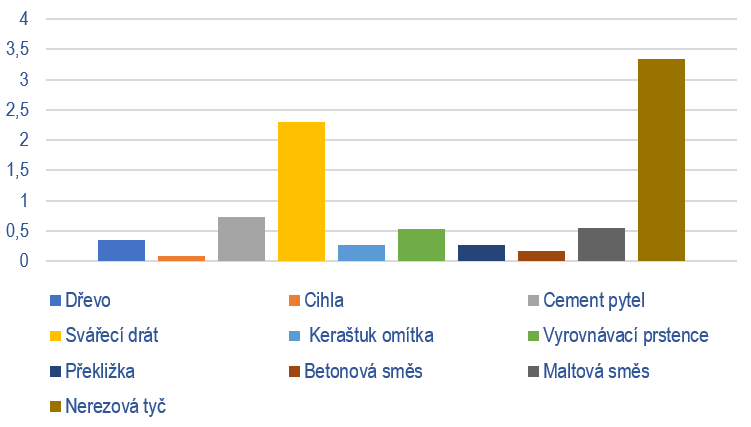 4
3,5
3
2,5
2
1,5
1
0,5
0
Dřevo Cihla Cement pytel
Svářecí drát Keraštuk omítka Vyrovnávací prstence
Překližka Betonová směs Maltová směs
Nerezová tyč